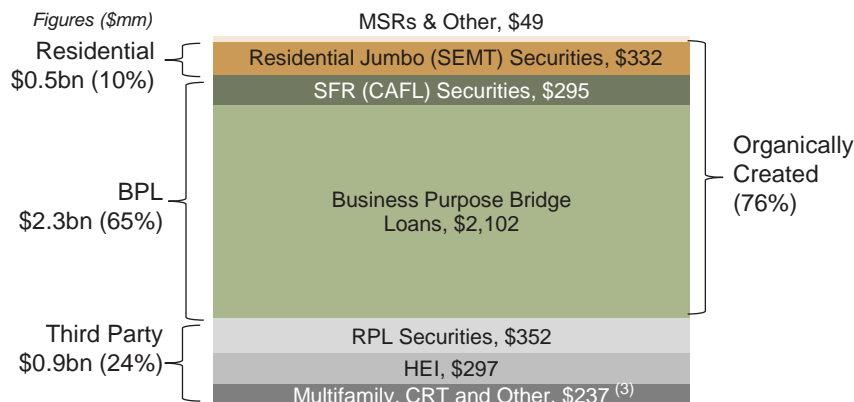 Figures ($mm)
MSRs & Other, $49
Residential
$0.5bn (10%)
Residential Jumbo (SEMT) Securities, $332
SFR (CAFL) Securities, $295
BPL
$2.3bn (65%)
Business Purpose Bridge
Loans, $2,102
Organically
Created
(76%)
Third Party
$0.9bn (24%)
RPL Securities, $352
HEI, $297
Multifamily, CRT and Other, $237 (3)